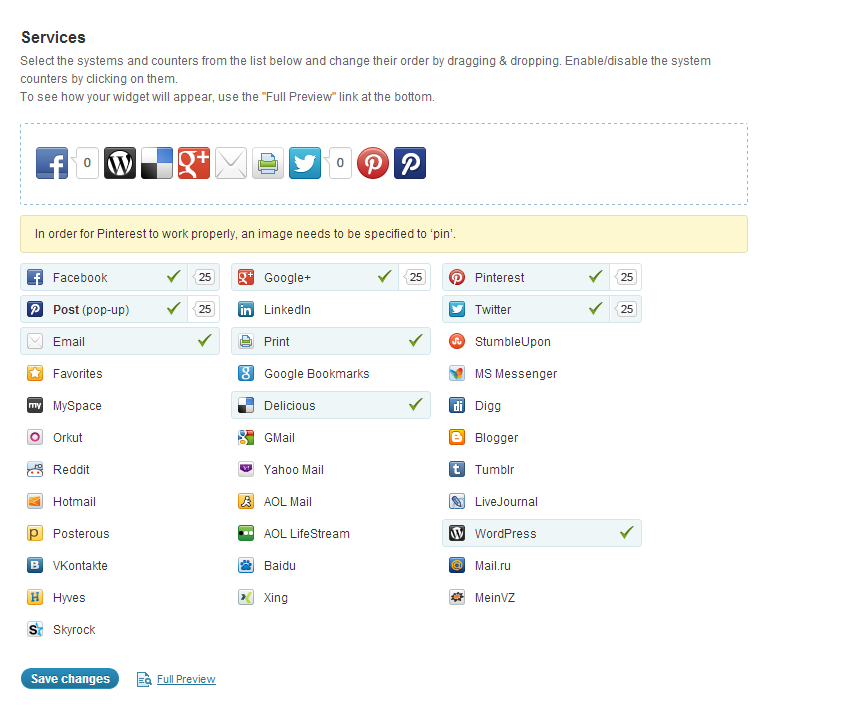 Services
Select the systems and counters from the list below and change their order by dragging & dropping. Enable/disable the system
counters by clicking on them.
To see how your widget will appear, use the "Full Preview" link at the bottom.
0 0
In order for Pinterest to work properly, an image needs to be specified to ‘pin’.
Facebook 25 Google+ 25 Pinterest 25
Post (pop-up) 25 LinkedIn Twitter 25
Email Print StumbleUpon
Favorites Google Bookmarks MS Messenger
my MySpace Delicious Digg
Orkut GMail Blogger
Reddit Yahoo Mail Tumblr
Hotmail AOL Mail LiveJournal
Posterous AOL LifeStream WordPress
VKontakte Baidu Mail.ru
Hyves Xing MeinVZ
Skyrock
Save changes Full Preview